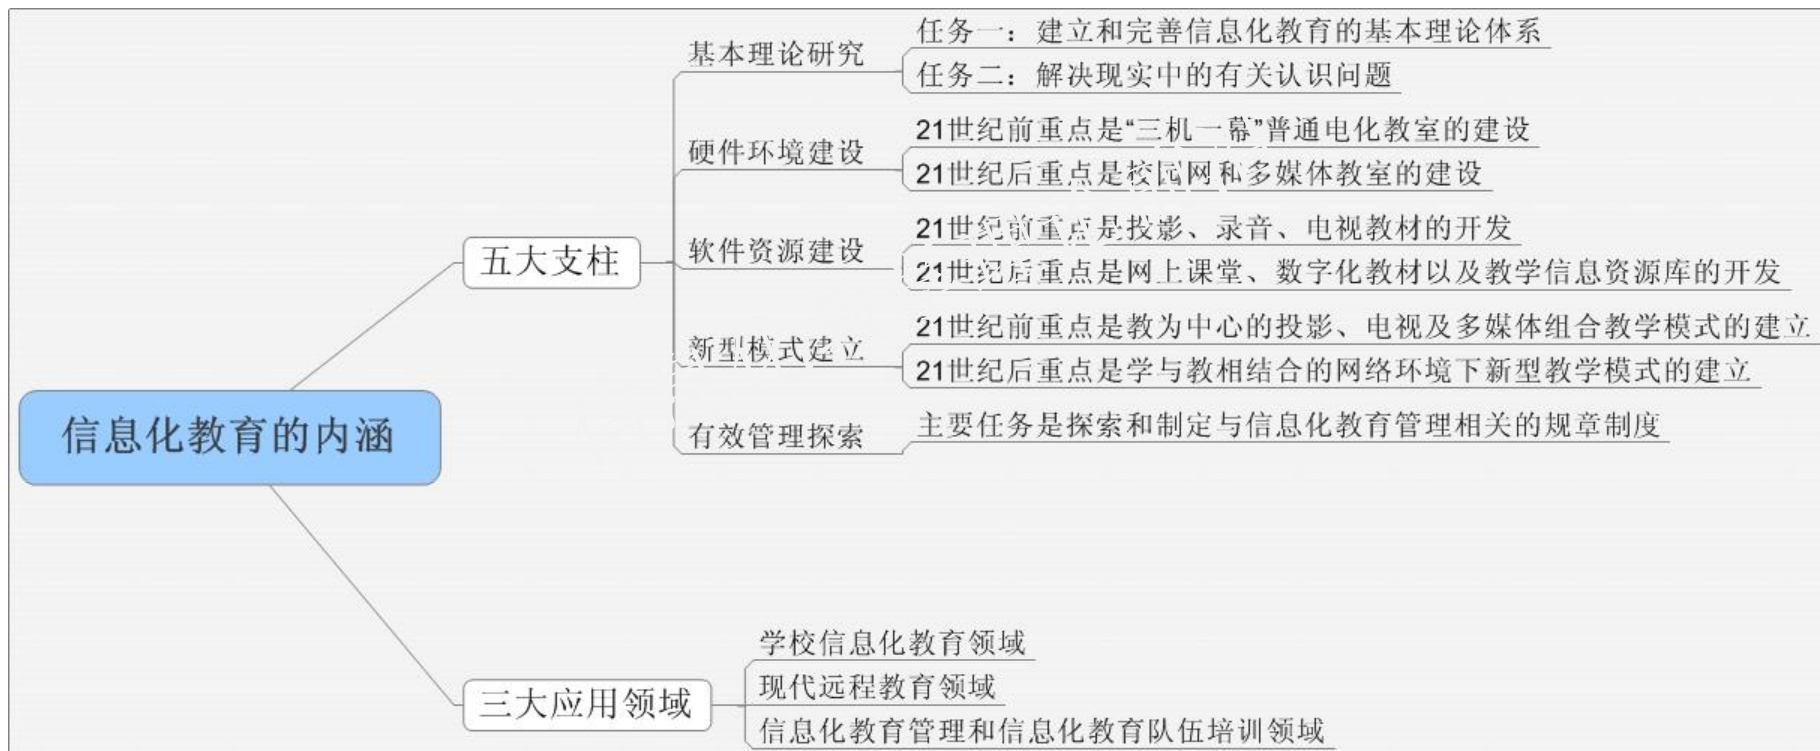 信息化教育的内涵
五大支柱
基本理论研究
任务一：建立和完善信息化教育的基本理论体系
任务二：解决现实中的有关认识问题
硬件环境建设
21世纪前重点是“三机一幕”普通电化教室的建设
21世纪后重点是校园网和多媒体教室的建设
软件资源建设
21世纪前重点是投影、录音、电视教材的开发
21世纪后重点是网上课堂、数字化教材以及教学信息资源库的开发
新型模式建立
21世纪前重点是教为中心的投影、电视及多媒体组合教学模式的建立
21世纪后重点是学与教相结合的网络环境下新型教学模式的建立
有效管理探索
主要任务是探索和制定与信息化教育管理相关的规章制度
三大应用领域
学校信息化教育领域
现代远程教育领域
信息化教育管理和信息化教育队伍培训领域